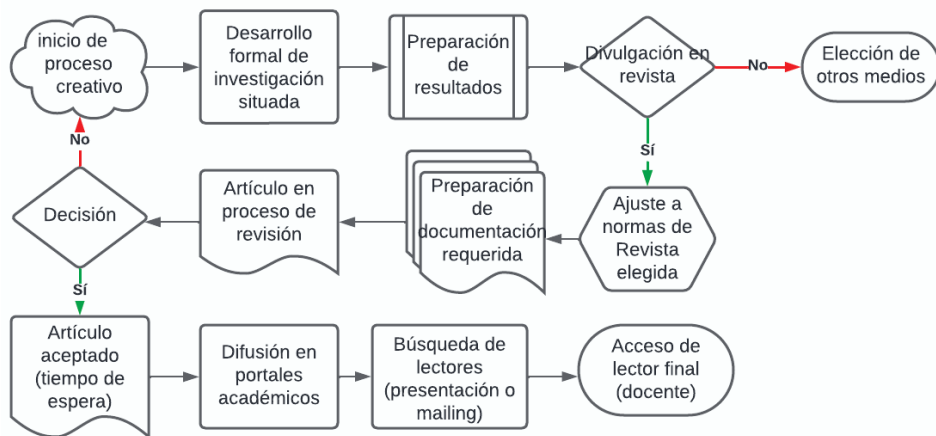 inicio de
proceso
creativo
Desarrollo
formal de
investigación
situada
Preparación
de
resultados
Divulgación en
revista
No
Elección de
otros medios
Sí
No
Decisión
Artículo en
proceso de
revisión
Preparación
de
documentación
requerida
Ajuste a
normas de
Revista
elegida
Sí
Artículo
aceptado
(tiempo de
espera)
Difusión en
portales
académicos
Búsqueda de
lectores
(presentación o
mailing)
Acceso de
lector final
(docente)